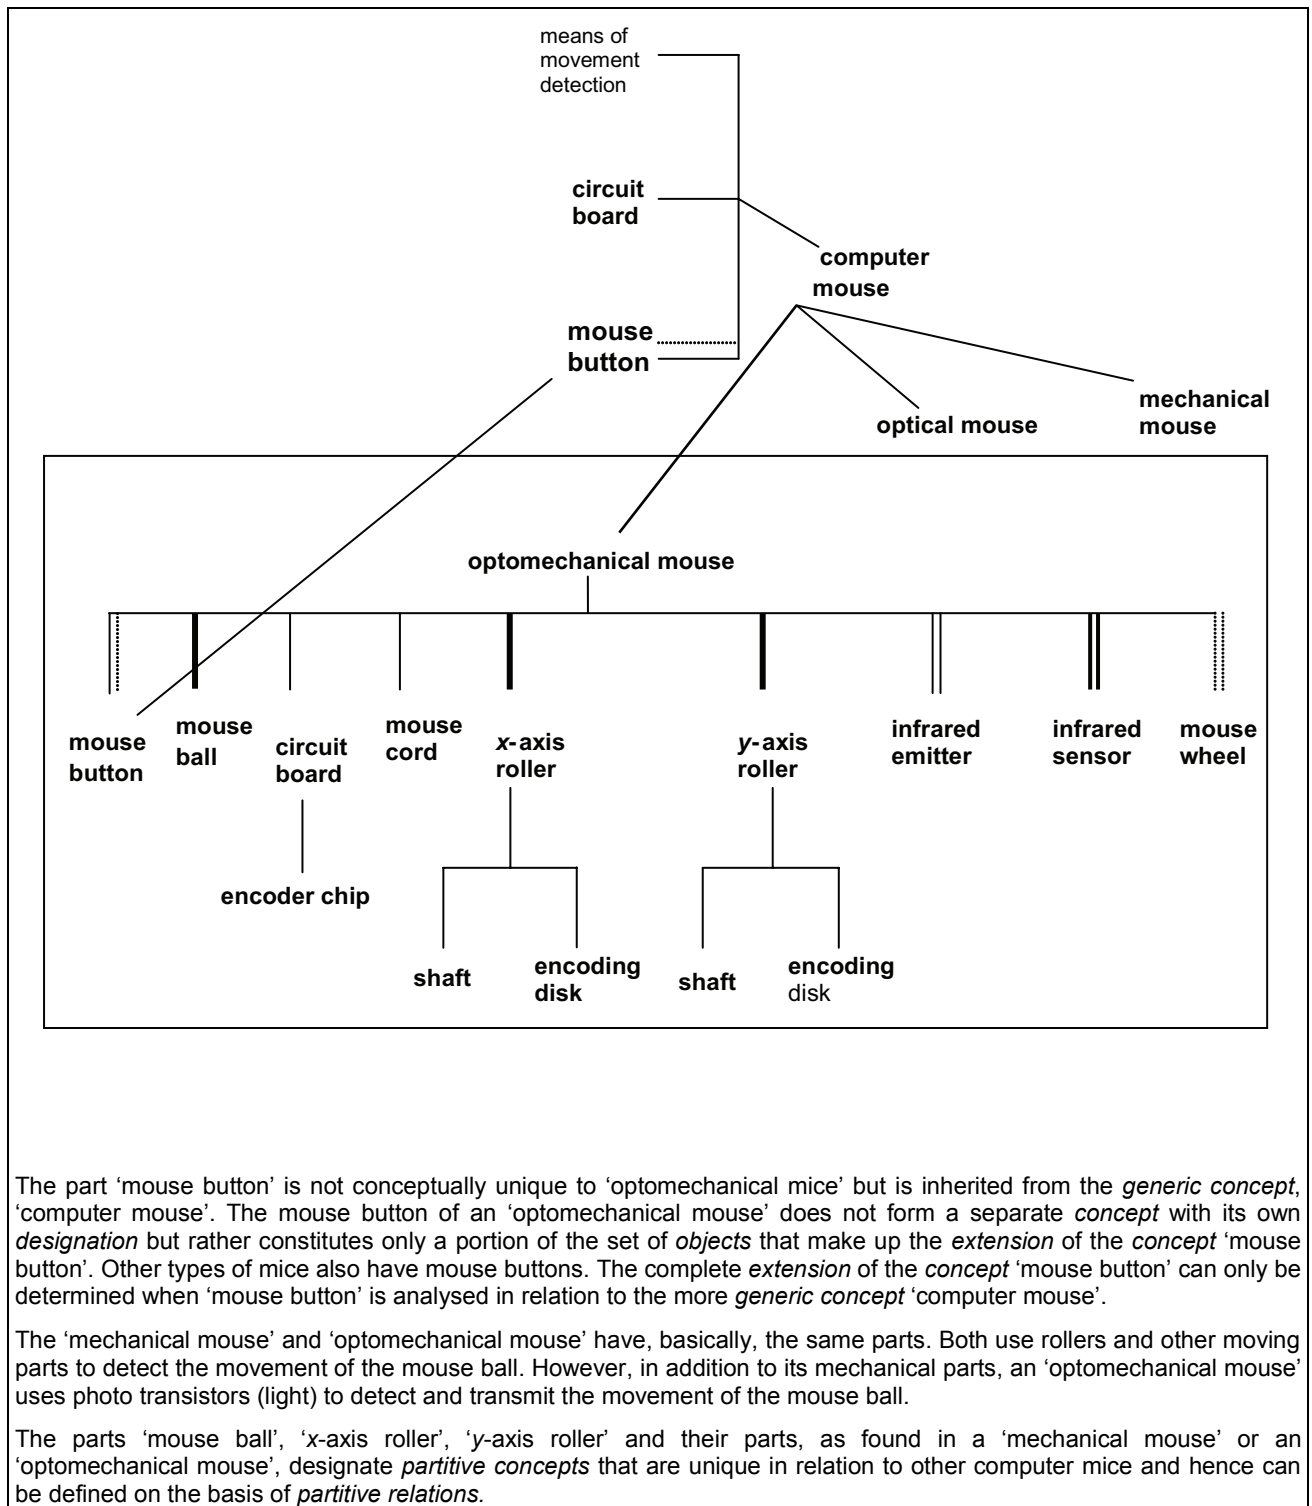 means of
movement
detection
circuit
board
computer
mouse
mouse
button
optical mouse
mechanical
mouse
optomechanical mouse
mouse
button
mouse
ball
circuit
board
mouse
cord
x-axis
roller
y-axis
roller
infrared
emitter
infrared
sensor
mouse
wheel
encoder chip
shaft
encoding
disk
shaft
encoding
disk
The part ‘mouse button’ is not conceptually unique to ‘optomechanical mice’ but is inherited from the generic concept,
‘computer mouse’. The mouse button of an ‘optomechanical mouse’ does not form a separate concept with its own
designation but rather constitutes only a portion of the set of objects that make up the extension of the concept ‘mouse
button’. Other types of mice also have mouse buttons. The complete extension of the concept ‘mouse button’ can only be
determined when ‘mouse button’ is analysed in relation to the more generic concept ‘computer mouse’.
The ‘mechanical mouse’ and ‘optomechanical mouse’ have, basically, the same parts. Both use rollers and other moving
parts to detect the movement of the mouse ball. However, in addition to its mechanical parts, an ‘optomechanical mouse’
uses photo transistors (light) to detect and transmit the movement of the mouse ball.
The parts ‘mouse ball’, ‘x-axis roller’, ‘y-axis roller’ and their parts, as found in a ‘mechanical mouse’ or an
‘optomechanical mouse’, designate partitive concepts that are unique in relation to other computer mice and hence can
be defined on the basis of partitive relations.